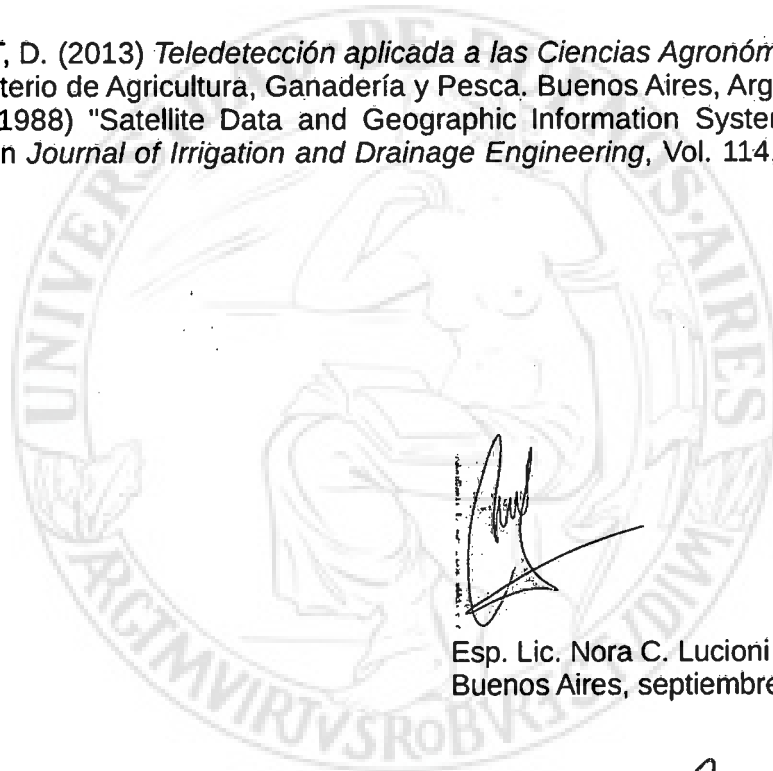 , D. (2013) Teledetección aplicada a las Ciencias Agronóm
terio de Agricultura, Ganadería y Pesca. Buenos Aires, Arg
1988) "Satellite Data and Geographic Information System
n Journal of Irrigation and Drainage Engineering, Vol. 114,
Esp. Lic. Nora C. Lucioni
Buenos Aires, septiembre